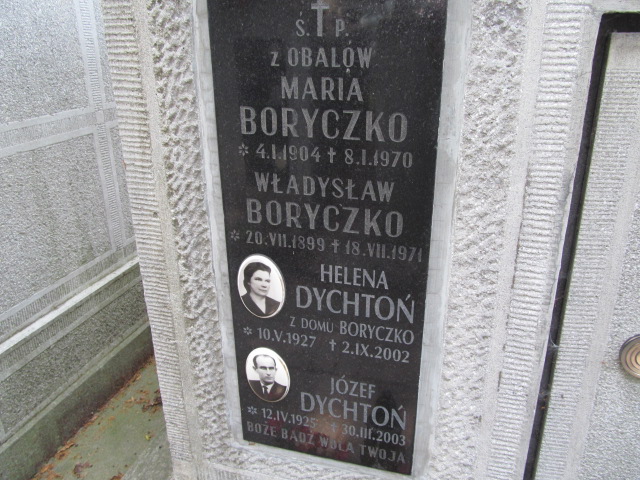 Ś. † P.
Z OBALÓW
MARIA
BORYCZKO
* 4.I.1904 † 8.I.1970
WŁADYSŁAW
BORYCZKO
* 20.VII.1899 † 18.VII.1971
HELENA
DYCHTOŃ
Z DOMU BORYCZKO
* 10.V.1927 † 2.IX.2002
JÓZEF
DYCHTOŃ
* 12.IV.1925 † 30.III.2003
BOŻE BĄDŹ WOLA TWOJA